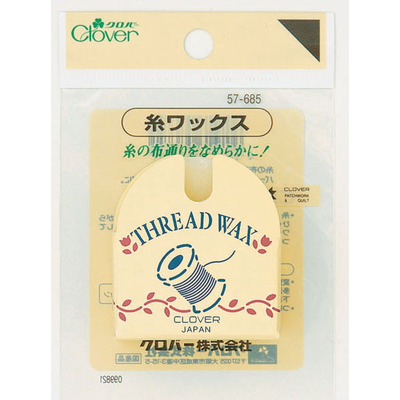 クロバー
Clover
57-685
糸ワックス
糸の布通りをなめらかに!
CLOVER
PATCHWORK
& QUILT
THREAD WAX
CLOVER
JAPAN
クロバー株式会社